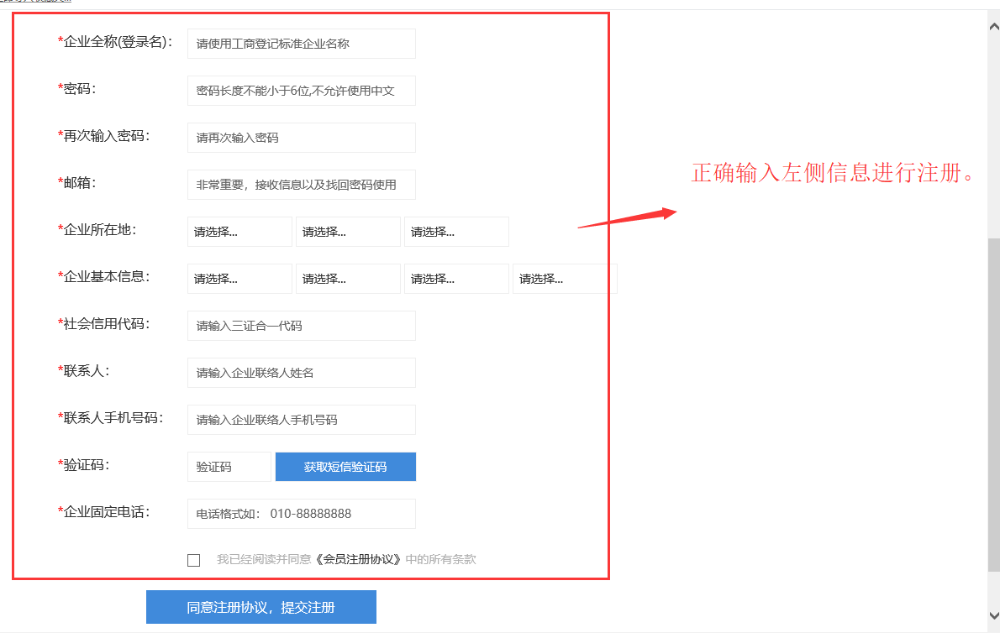 *企业全称(登录名)： 请使用工商登记标准企业名称
*密码： 密码长度不能小于6位,不允许使用中文
*再次输入密码： 请再次输入密码
正确输入左侧信息进行注册。
*邮箱： 非常重要，接收信息以及找回密码使用
*企业所在地： 请选择... 请选择... 请选择...
*企业基本信息： 请选择... 请选择... 请选择... 请选择...
*社会信用代码： 请输入三证合一代码
*联系人： 请输入企业联络人姓名
*联系人手机号码： 请输入企业联络人手机号码
*验证码： 验证码 获取短信验证码
*企业固定电话： 电话格式如： 010-88888888
我已经阅读并同意《会员注册协议》中的所有条款
同意注册协议，提交注册